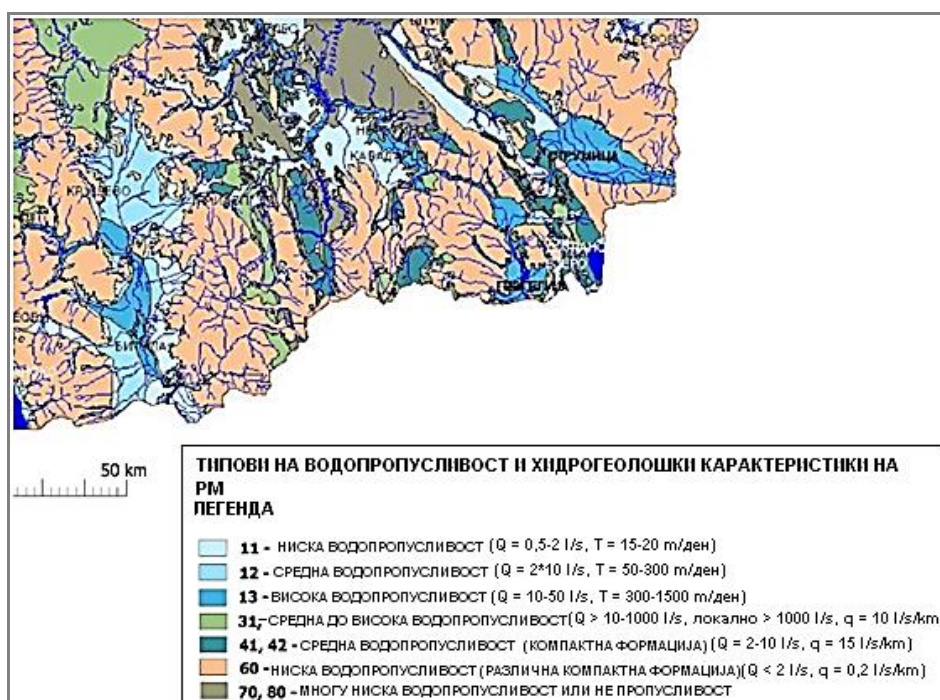 КРУШЕВО
КАВАДАРЦИ
СТРУМИЦА
ГЕВГЕЛИЈА
БИТОЛА
50 km
ТИПОВИ НА ВОДОПРОПУСЛИВОСТ И ХИДРОГЕОЛОШКИ КАРАКТЕРИСТИКИ НА
РМ
ЛЕГЕНДА
11 - НИСКА ВОДОПРОПУСЛИВОСТ (Q = 0,5-2 l/s, T = 15-20 m/ден)
12 - СРЕДНА ВОДОПРОПУСЛИВОСТ (Q = 2*10 l/s, T = 50-300 m/ден)
13 - ВИСОКА ВОДОПРОПУСЛИВОСТ (Q = 10-50 l/s, T = 300-1500 m/ден)
31,-СРЕДНА ДО ВИСОКА ВОДОПРОПУСЛИВОСТ(Q > 10-1000 l/s, локално > 1000 l/s, q = 10 l/s/km
41, 42 - СРЕДНА ВОДОПРОПУСЛИВОСТ (КОМПАКТНА ФОРМАЦИЈА) (Q = 2-10 l/s, q = 15 l/s/km)
60 - НИСКА ВОДОПРОПУСЛИВОСТ (РАЗЛИЧНА КОМПАКТНА ФОРМАЦИЈА)(Q < 2 l/s, q = 0,2 l/s/km)
70, 80 - МНОГУ НИСКА ВОДОПРОПУСЛИВОСТ ИЛИ НЕ ПРОПУСЛИВОСТ